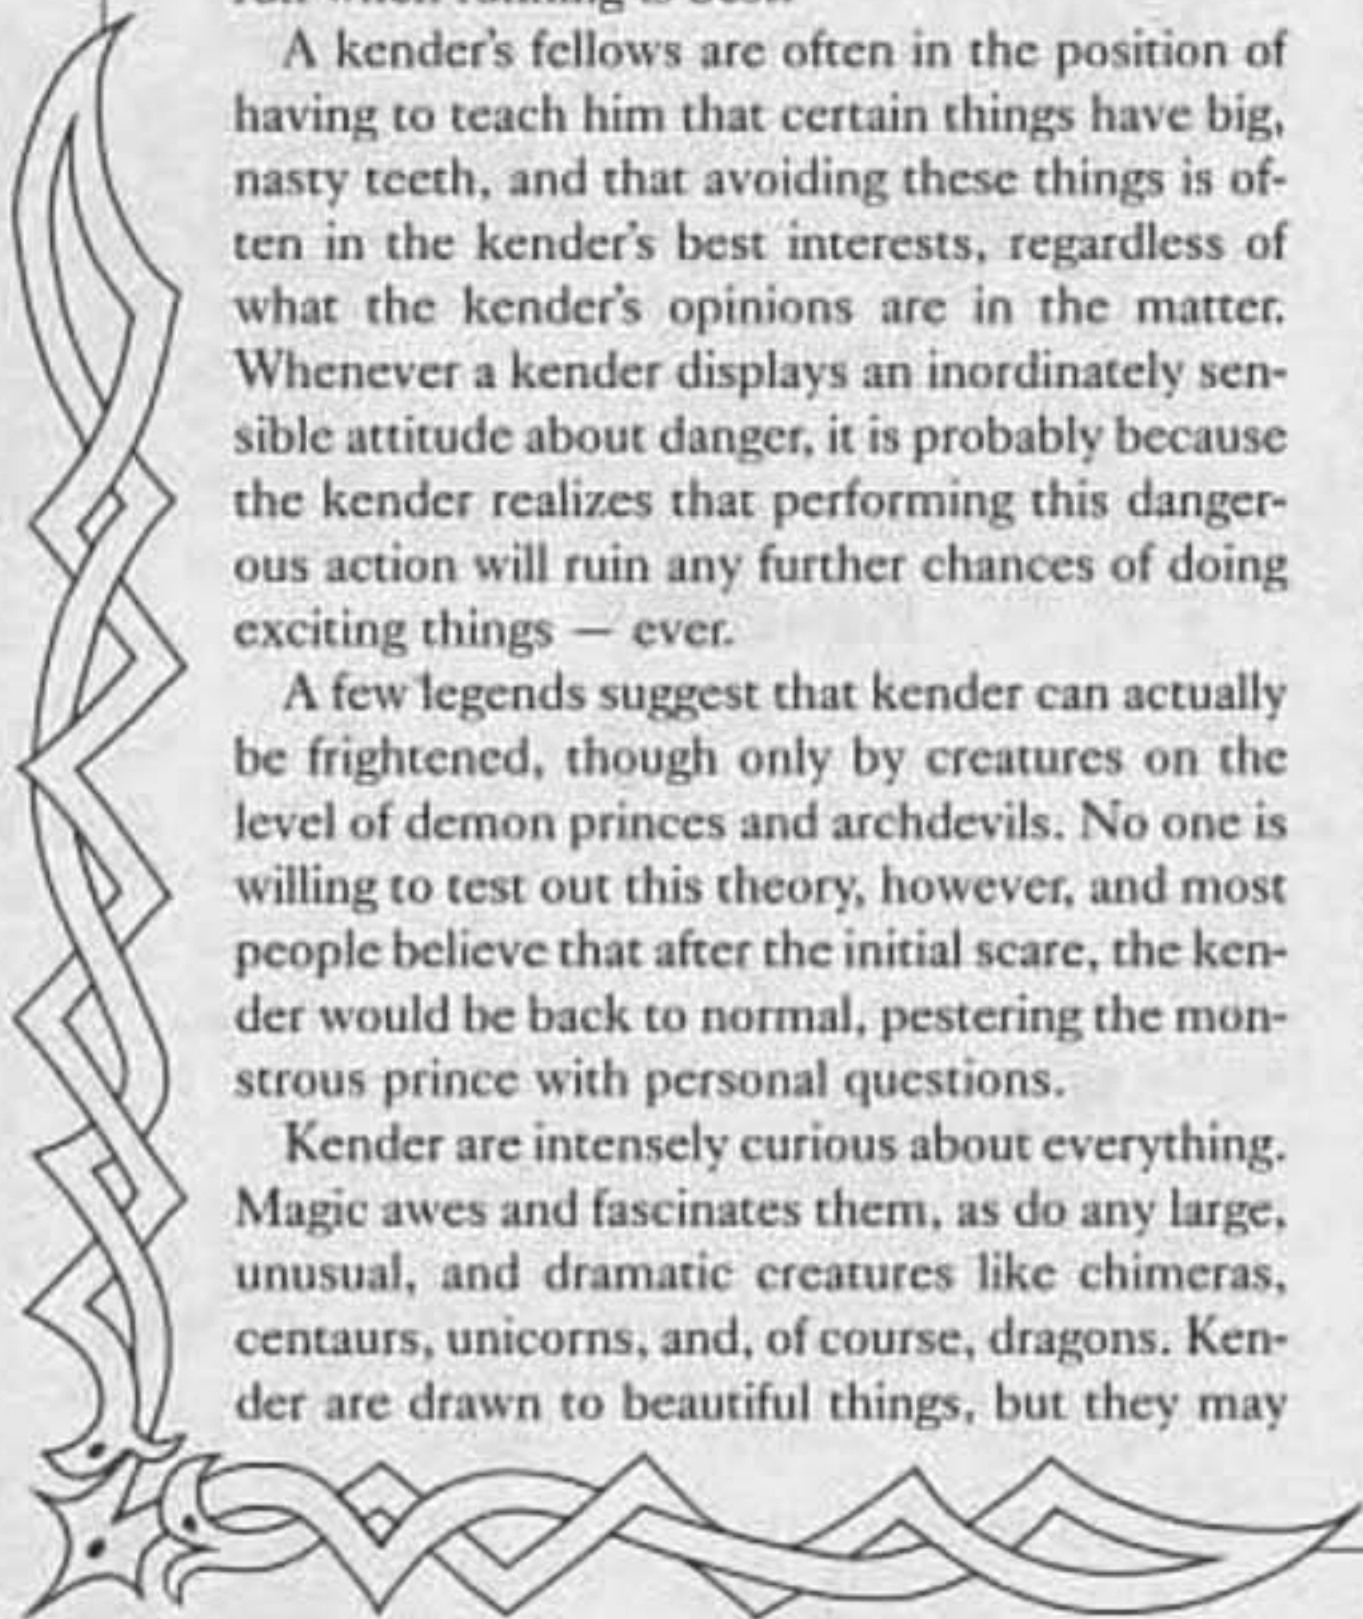 A kender's fellows are often in the position of
having to teach him that certain things have big,
nasty teeth, and that avoiding these things is of-
ten in the kender's best interests, regardless of
what the kender's opinions are in the matter.
Whenever a kender displays an inordinately sen-
sible attitude about danger, it is probably because
the kender realizes that performing this danger-
ous action will ruin any further chances of doing
exciting things — ever.
A few legends suggest that kender can actually
be frightened, though only by creatures on the
level of demon princes and archdevils. No one is
willing to test out this theory, however, and most
people believe that after the initial scare, the ken-
der would be back to normal, pestering the mon-
strous prince with personal questions.
Kender are intensely curious about everything.
Magic awes and fascinates them, as do any large,
unusual, and dramatic creatures like chimeras,
centaurs, unicorns, and, of course, dragons. Ken-
der are drawn to beautiful things, but they may